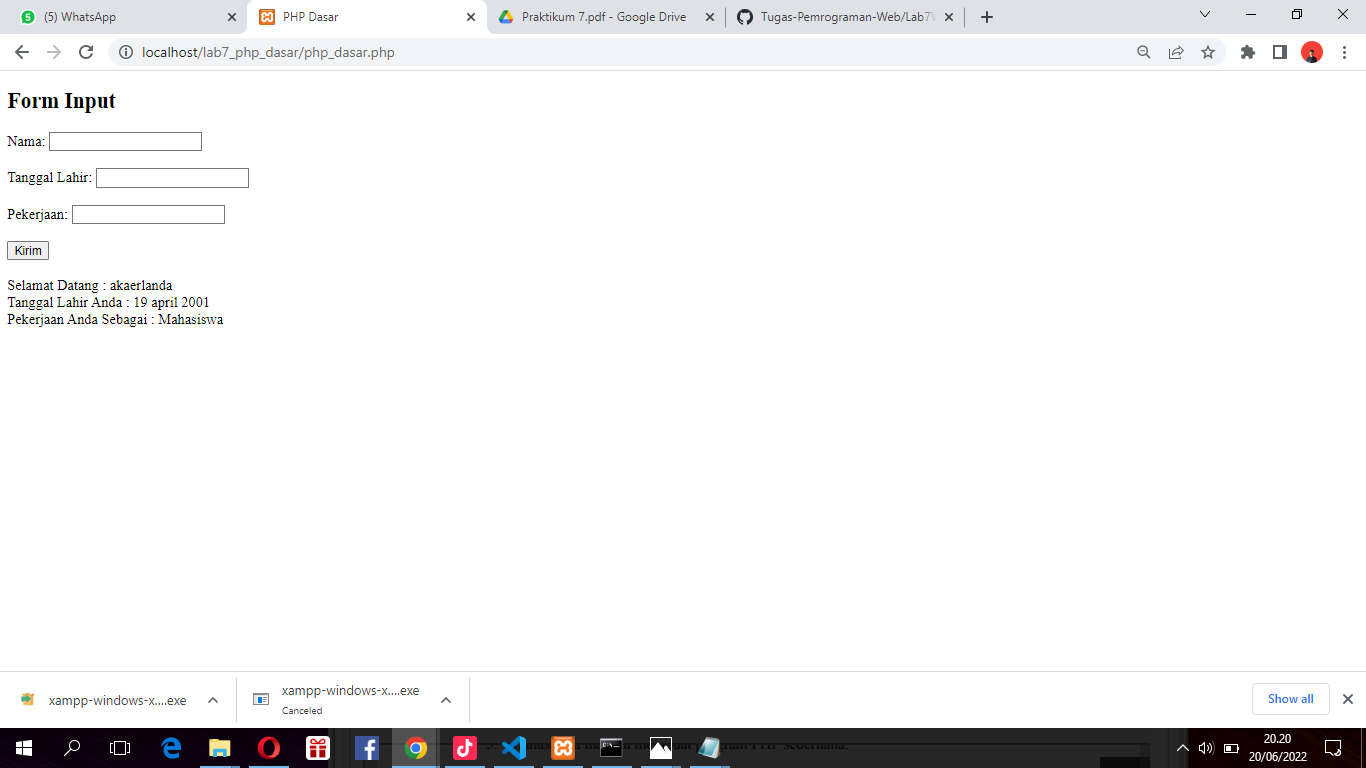 (5) WhatsApp
PHP Dasar
Praktikum 7.pdf - Google Drive
Tugas-Pemrograman-Web/Lab7
localhost/lab7_php_dasar/php_dasar.php
Form Input
Nama:
Tanggal Lahir:
Pekerjaan:
Kirim
Selamat Datang : akaerlanda
Tanggal Lahir Anda : 19 april 2001
Pekerjaan Anda Sebagai : Mahasiswa
xampp-windows-x....exe
xampp-windows-x....exe
Canceled
Show all
20.20
20/06/2022